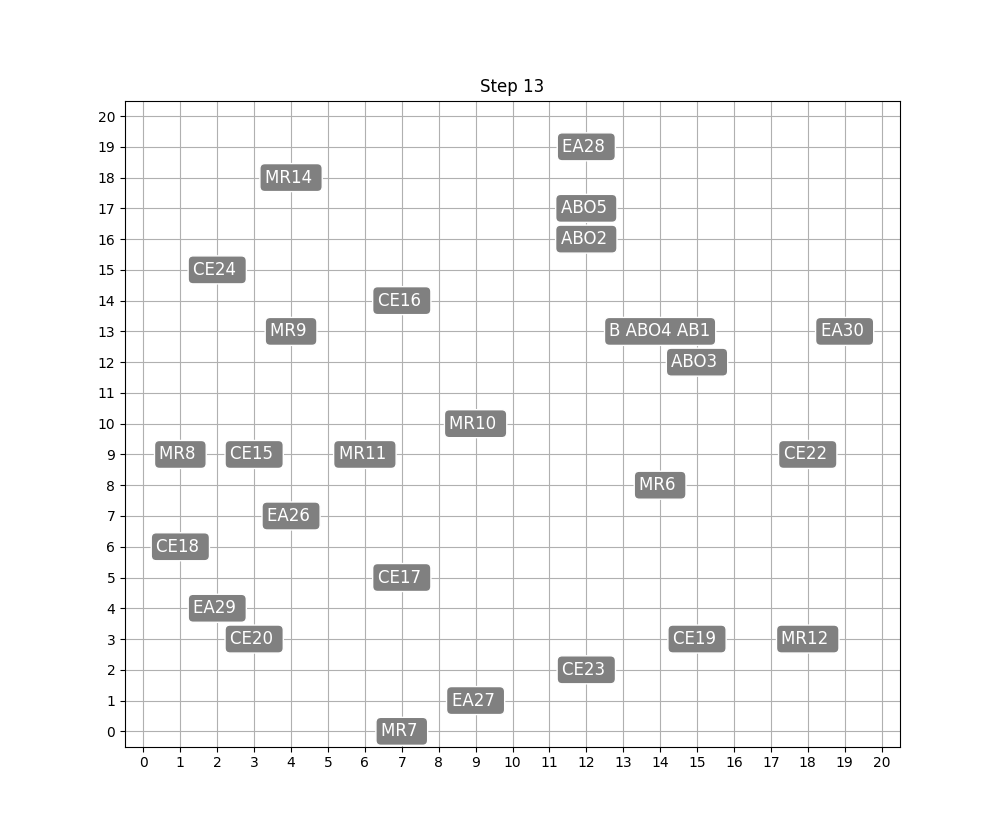 Step 13
20
19
EA28
18
MR14
17
ABO5
16
ABO2
15
CE24
14
CE16
13
MR9
B ABO4 AB1
EA30
12
ABO3
11
10
MR10
9
MR8
CE15
MR11
CE22
8
MR6
7
EA26
6
CE18
5
CE17
4
EA29
3
CE20
CE19
MR12
2
CE23
1
EA27
0
MR7
0 1 2 3 4 5 6 7 8 9 10 11 12 13 14 15 16 17 18 19 20